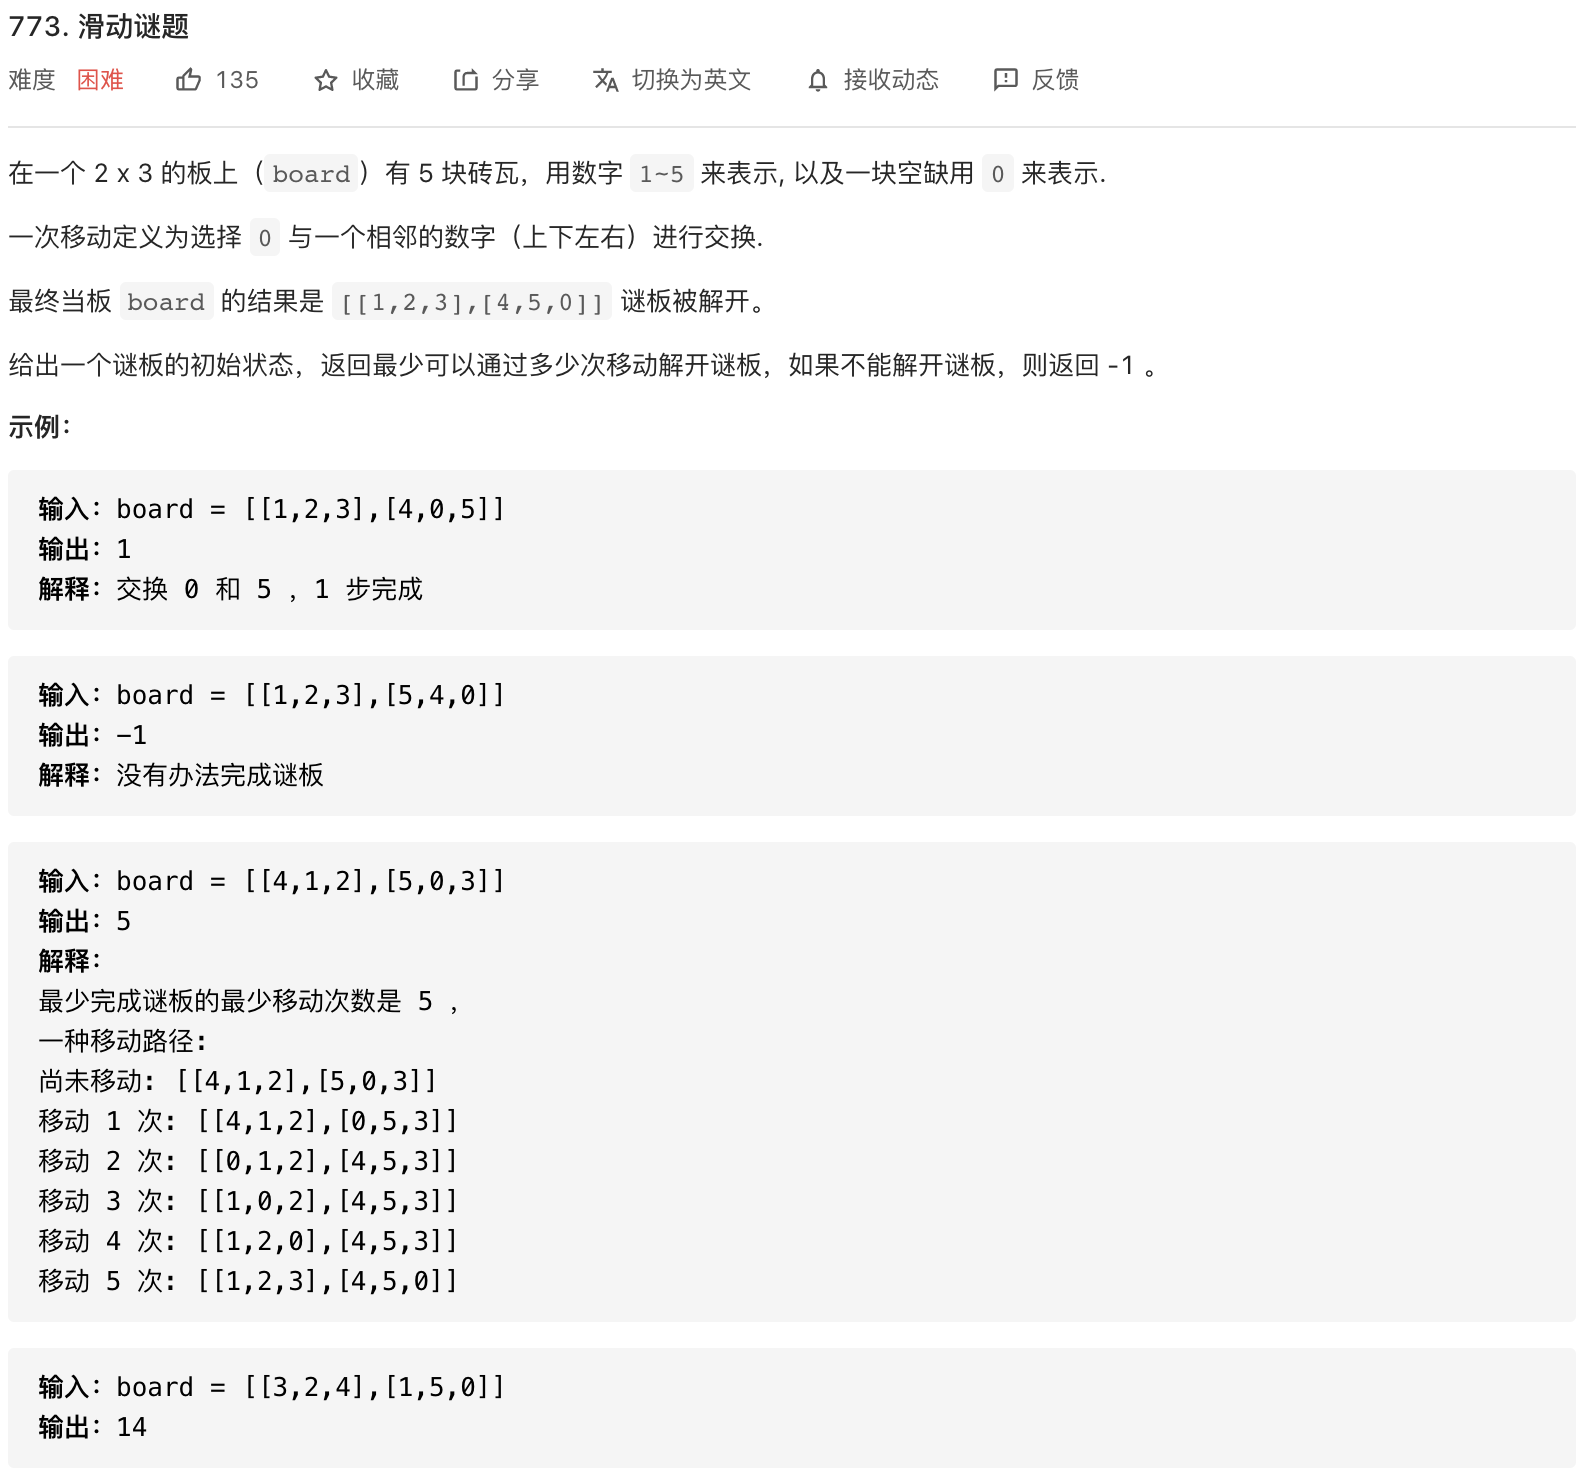 773. 滑动谜题
难度 困难 135 收藏 分享 切换为英文 接收动态 反馈
在一个 2 x 3 的板上（board）有 5 块砖瓦，用数字 1~5 来表示, 以及一块空缺用 0 来表示.
一次移动定义为选择 0 与一个相邻的数字（上下左右）进行交换.
最终当板 board 的结果是 [[1,2,3],[4,5,0]] 谜板被解开。
给出一个谜板的初始状态，返回最少可以通过多少次移动解开谜板，如果不能解开谜板，则返回 -1 。
示例：
输入：board = [[1,2,3],[4,0,5]]
输出：1
解释：交换 0 和 5 ，1 步完成
输入：board = [[1,2,3],[5,4,0]]
输出：-1
解释：没有办法完成谜板
输入：board = [[4,1,2],[5,0,3]]
输出：5
解释：
最少完成谜板的最少移动次数是 5 ，
一种移动路径:
尚未移动: [[4,1,2],[5,0,3]]
移动 1 次: [[4,1,2],[0,5,3]]
移动 2 次: [[0,1,2],[4,5,3]]
移动 3 次: [[1,0,2],[4,5,3]]
移动 4 次: [[1,2,0],[4,5,3]]
移动 5 次: [[1,2,3],[4,5,0]]
输入：board = [[3,2,4],[1,5,0]]
输出：14